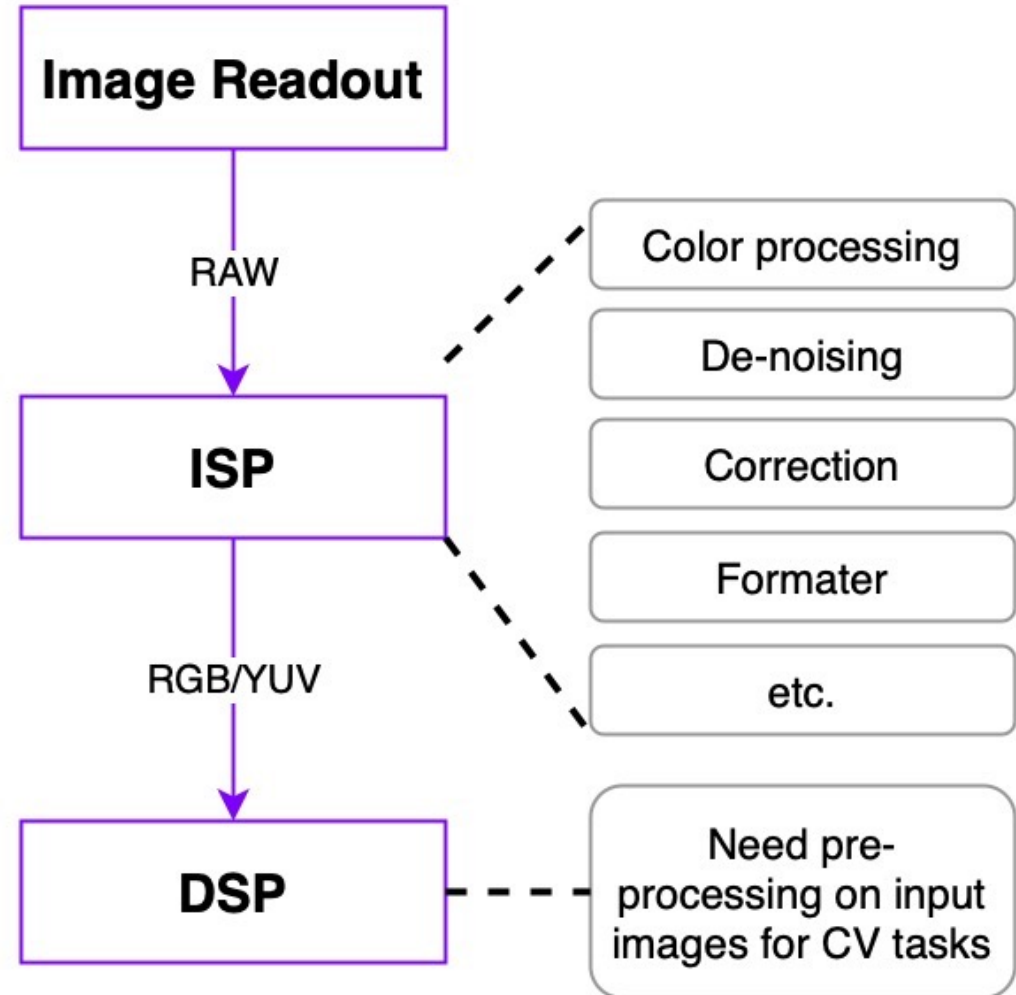 Image Readout
RAW
Color processing
De-noising
ISP
Correction
Formater
RGB/YUV
etc.
DSP
Need pre-
processing on input
images for CV tasks